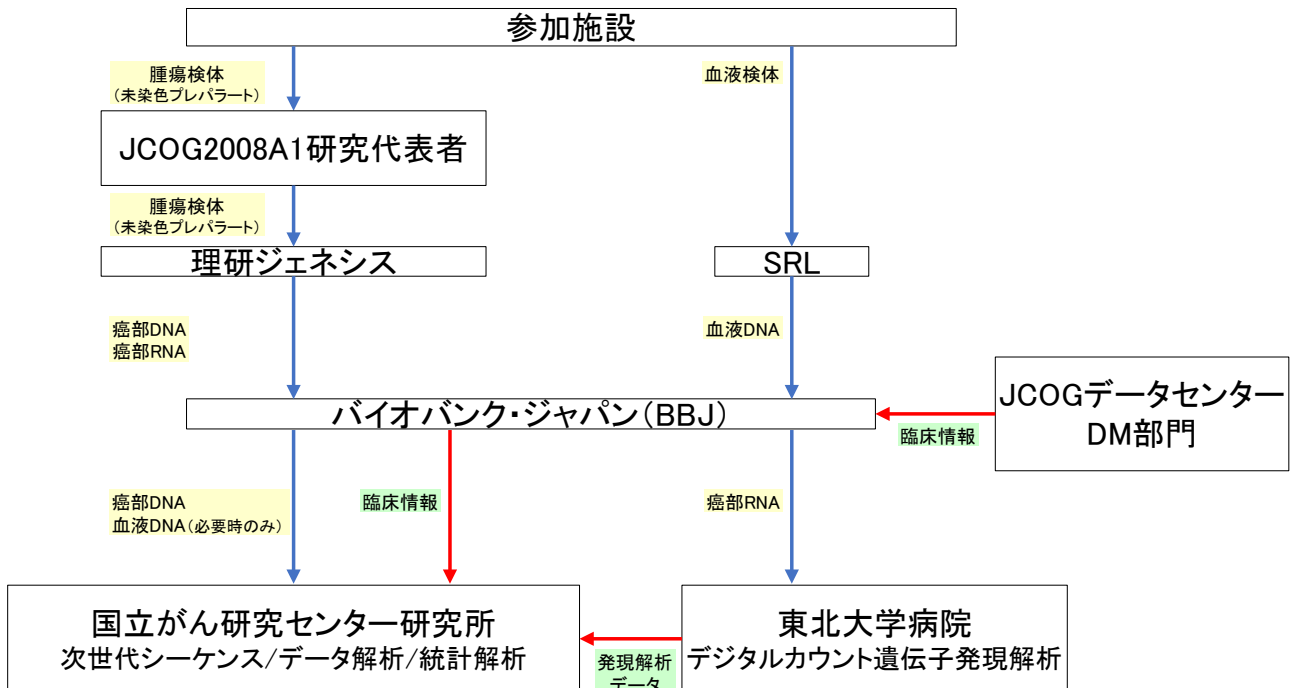 参加施設
腫瘍検体
(未染色プレパラート)
血液検体
JCOG2008A1研究代表者
腫瘍検体
(未染色プレパラート)
理研ジェネシス
SRL
癌部DNA
癌部RNA
血液DNA
バイオバンク・ジャパン(BBJ)
JCOGデータセンター
DM部門
臨床情報
癌部DNA
血液DNA(必要時のみ)
臨床情報
癌部RNA
国立がん研究センター研究所
次世代シーケンス/データ解析/統計解析
東北大学病院
デジタルカウント遺伝子発現解析
発現解析
データ